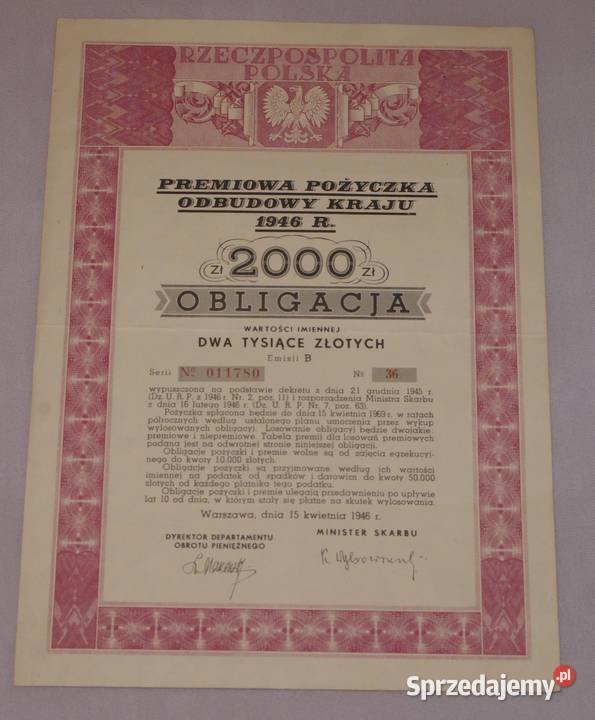 RZECZPOSPOLITA
POLSKA
PREMIOWA POŻYCZKA
ODBUDOWY KRAJU
1946 R.
ZŁ 2000 ZŁ
OBLIGACJA
WARTOŚCI IMIENNEJ
DWA TYSIĄCE ZŁOTYCH
Emisji B
Serii № 011780 № 36
wypuszczona na podstawie dekretu z dnia 21 grudnia 1945 r.
(Dz. U. R. P. z 1946 r. Nr. 2, poz. 11) i rozporządzenia Ministra Skarbu
z dnia 16 lutego 1946 r. (Dz. U. R. P. Nr. 7, poz. 63).
Pożyczka spłacona będzie do dnia 15 kwietnia 1969 r. w ratach
półrocznych według ustalonego planu umorzenia przez wykup
wylosowanych obligacyj. Losowanie obligacyj będzie dwojakie:
premiowe i niepremiowe. Tabela premii dla losowań premiowych
podana jest na odwrotnej stronie niniejszej obligacji.
Obligacje pożyczki i premie wolne są od zajęcia egzekucyj-
nego do kwoty 10.000 złotych.
Obligacje pożyczki są przyjmowane według ich wartości
imiennej na podatek od spadków i darowizn do kwoty 50.000
złotych od każdego płatnika tego podatku.
Obligacje pożyczki i premie ulegają przedawnieniu po upływie
lat 10 od dnia, w którym stały się płatne na skutek wylosowania.
Warszawa, dnia 15 kwietnia 1946 r.
DYREKTOR DEPARTAMENTU
OBROTU PIENIĘŻNEGO
MINISTER SKARBU
Sprzedajemy.pl